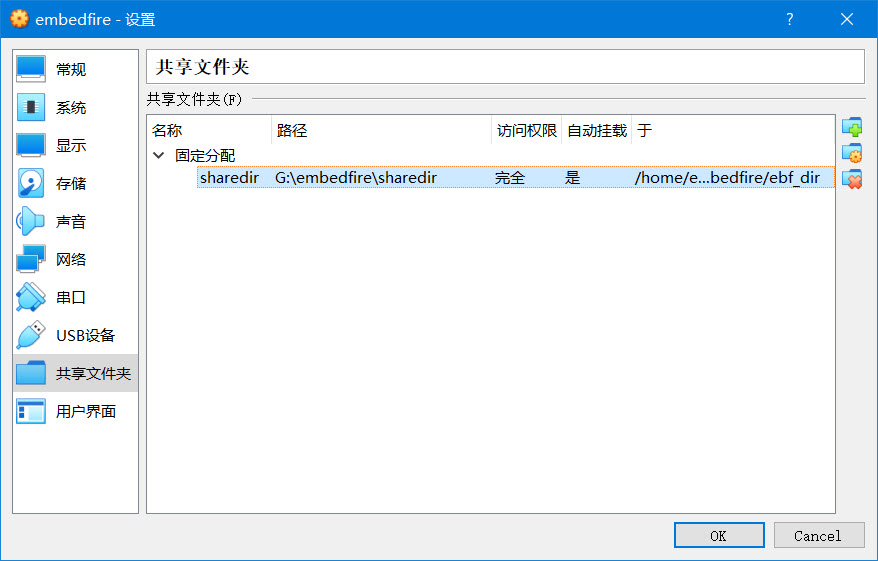 embedfire - 设置
常规
系统
显示
存储
声音
网络
串口
USB设备
共享文件夹
用户界面
共享文件夹
共享文件夹(F)
名称 路径 访问权限 自动挂载 于
固定分配
sharedir G:\embedfire\sharedir 完全 是 /home/e...bedfire/ebf_dir
OK Cancel